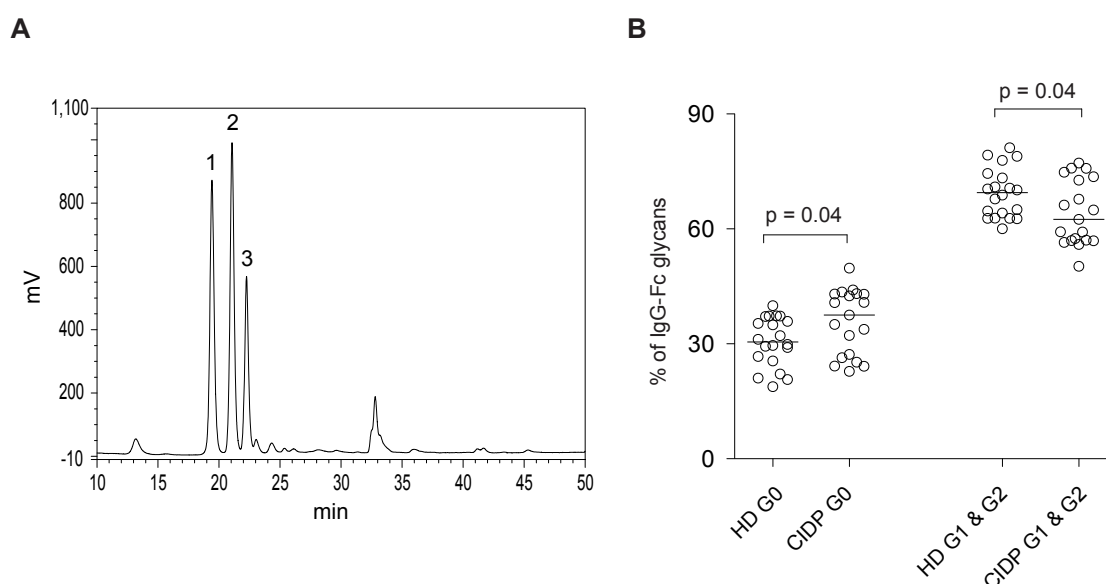 A
B
1,100
800
600
400
200
-10
mV
1
2
3
10 15 20 25 30 35 40 45 50
min
% of IgG-Fc glycans
90
60
30
0
p = 0.04
p = 0.04
HD G0
CIDP G0
HD G1 & G2
CIDP G1 & G2